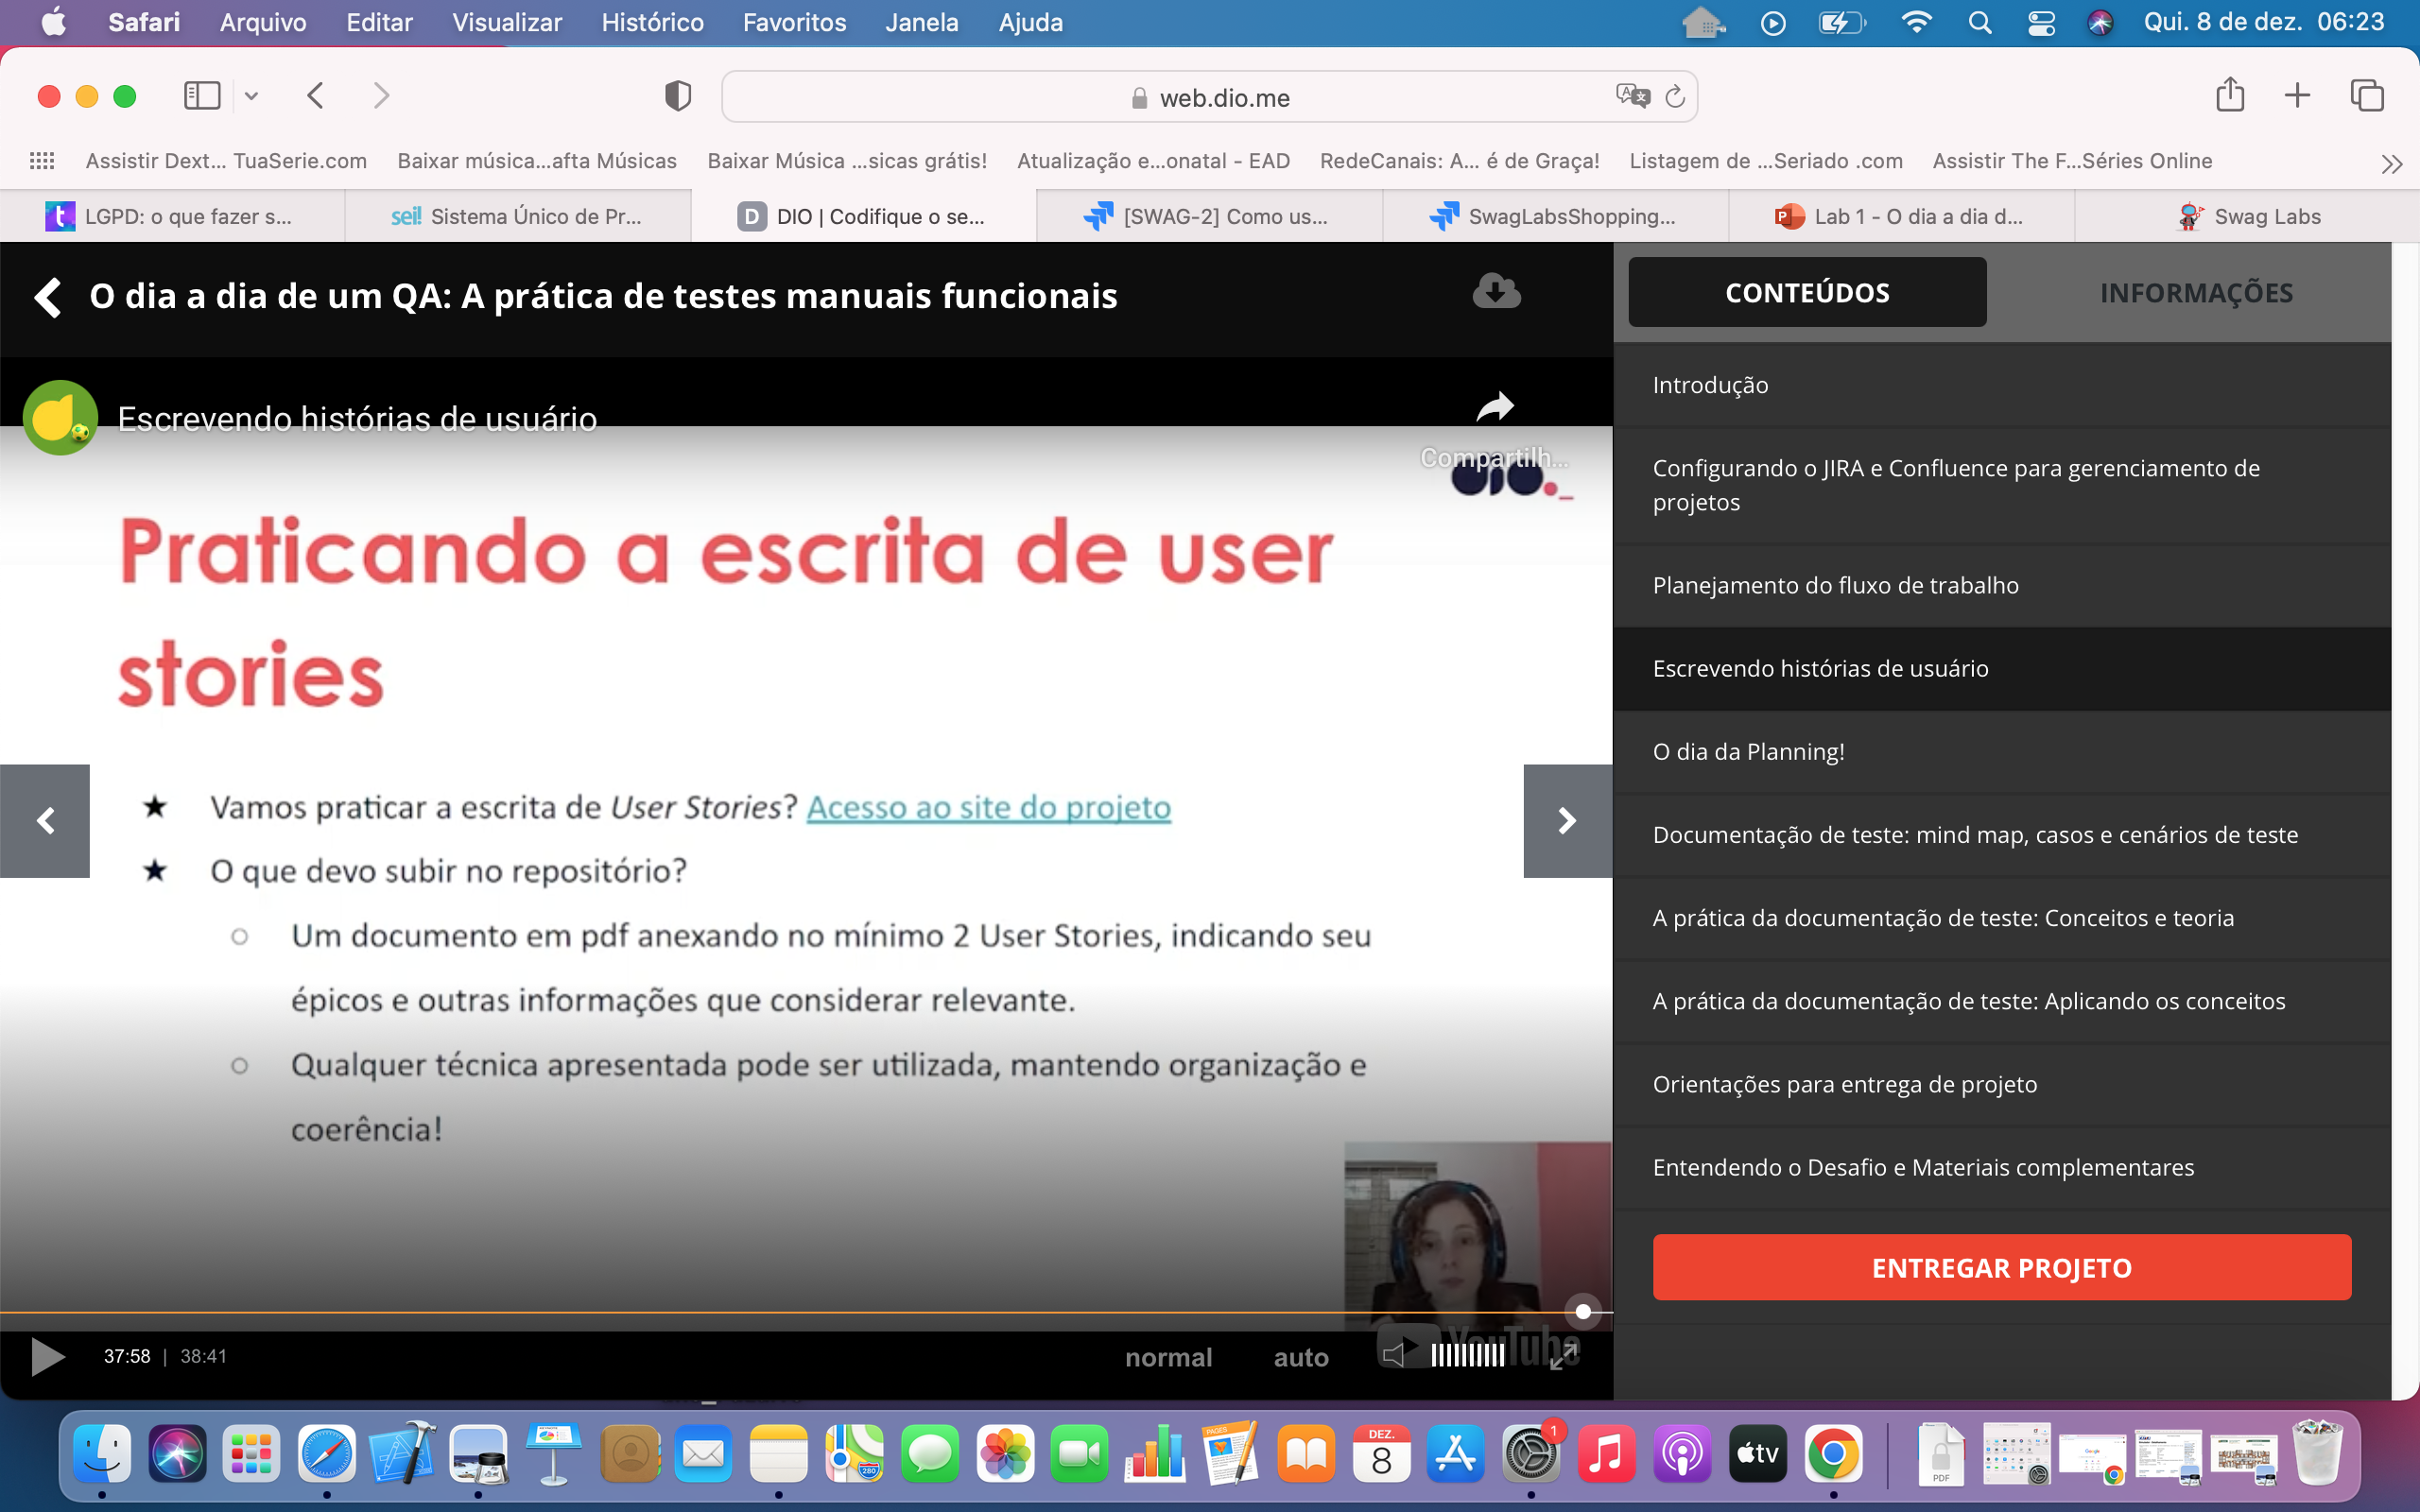 Safari Arquivo Editar Visualizar Histórico Favoritos Janela Ajuda Qui. 8 de dez. 06:23
web.dio.me
Assistir Dext... TuaSerie.com Baixar música...afta Músicas Baixar Música ...sicas grátis! Atualização e...onatal - EAD RedeCanais: A... é de Graça! Listagem de ...Seriado .com Assistir The F...Séries Online
LGPD: o que fazer s... sei! Sistema Único de Pr... D DIO | Codifique o se... [SWAG-2] Como us... SwagLabsShopping... Lab 1 - O dia a dia d... Swag Labs
O dia a dia de um QA: A prática de testes manuais funcionais
Escrevendo histórias de usuário
Compartilh...
dio._
Praticando a escrita de user
stories
★ Vamos praticar a escrita de User Stories? Acesso ao site do projeto
★ O que devo subir no repositório?
○ Um documento em pdf anexando no mínimo 2 User Stories, indicando seu
épicos e outras informações que considerar relevante.
○ Qualquer técnica apresentada pode ser utilizada, mantendo organização e
coerência!
37:58 | 38:41 normal auto YouTube
CONTEÚDOS INFORMAÇÕES
Introdução
Configurando o JIRA e Confluence para gerenciamento de
projetos
Planejamento do fluxo de trabalho
Escrevendo histórias de usuário
O dia da Planning!
Documentação de teste: mind map, casos e cenários de teste
A prática da documentação de teste: Conceitos e teoria
A prática da documentação de teste: Aplicando os conceitos
Orientações para entrega de projeto
Entendendo o Desafio e Materiais complementares
ENTREGAR PROJETO
PAGES DEZ. 8 1 tv PDF
280